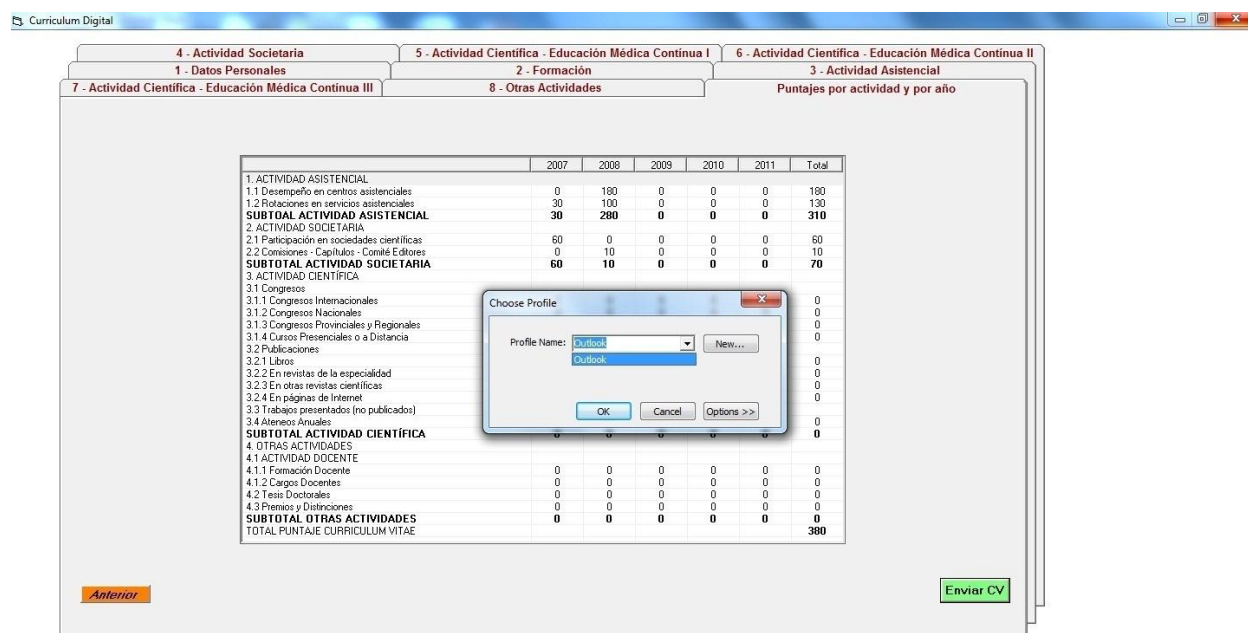 Curriculum Digital
4 - Actividad Societaria 5 - Actividad Científica - Educación Médica Contínua I 6 - Actividad Científica - Educación Médica Contínua II
1 - Datos Personales 2 - Formación 3 - Actividad Asistencial
7 - Actividad Científica - Educación Médica Contínua III 8 - Otras Actividades Puntajes por actividad y por año
2007 2008 2009 2010 2011 Total
1. ACTIVIDAD ASISTENCIAL
1.1 Desempeño en centros asistenciales 0 180 0 0 0 180
1.2 Rotaciones en servicios asistenciales 30 100 0 0 0 130
SUBTOAL ACTIVIDAD ASISTENCIAL 30 280 0 0 0 310
2. ACTIVIDAD SOCIETARIA
2.1 Participación en sociedades científicas 60 0 0 0 0 60
2.2 Comisiones - Capítulos - Comité Editores 0 10 0 0 0 10
SUBTOTAL ACTIVIDAD SOCIETARIA 60 10 0 0 0 70
3. ACTIVIDAD CIENTÍFICA
3.1 Congresos
3.1.1 Congresos Internacionales 0
3.1.2 Congresos Nacionales 0
3.1.3 Congresos Provinciales y Regionales 0
3.1.4 Cursos Presenciales o a Distancia 0
3.2 Publicaciones
3.2.1 Libros 0
3.2.2 En revistas de la especialidad 0
3.2.3 En otras revistas científicas 0
3.2.4 En páginas de Internet 0
3.3 Trabajos presentados (no publicados)
3.4 Ateneos Anuales 0
SUBTOTAL ACTIVIDAD CIENTÍFICA 0 0 0 0 0 0
4. OTRAS ACTIVIDADES
4.1 ACTIVIDAD DOCENTE
4.1.1 Formación Docente 0 0 0 0 0 0
4.1.2 Cargos Docentes 0 0 0 0 0 0
4.2 Tesis Doctorales 0 0 0 0 0 0
4.3 Premios y Distinciones 0 0 0 0 0 0
SUBTOTAL OTRAS ACTIVIDADES 0 0 0 0 0 0
TOTAL PUNTAJE CURRICULUM VITAE 380
Choose Profile
Profile Name: Outlook New...
Outlook
OK Cancel Options >>
Anterior Enviar CV